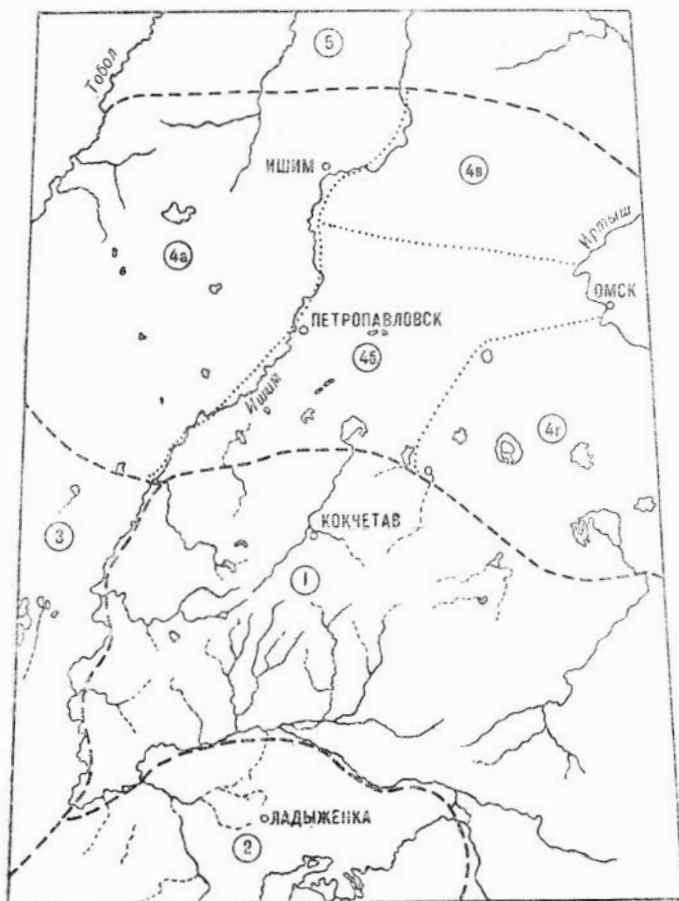 5
Тобол
ИШИМ
4в
Иртыш
4а
ОМСК
ПЕТРОПАВЛОВСК
4б
Ишим
4г
3
КОКЧЕТАВ
1
ЛАДЫЖЕНКА
2